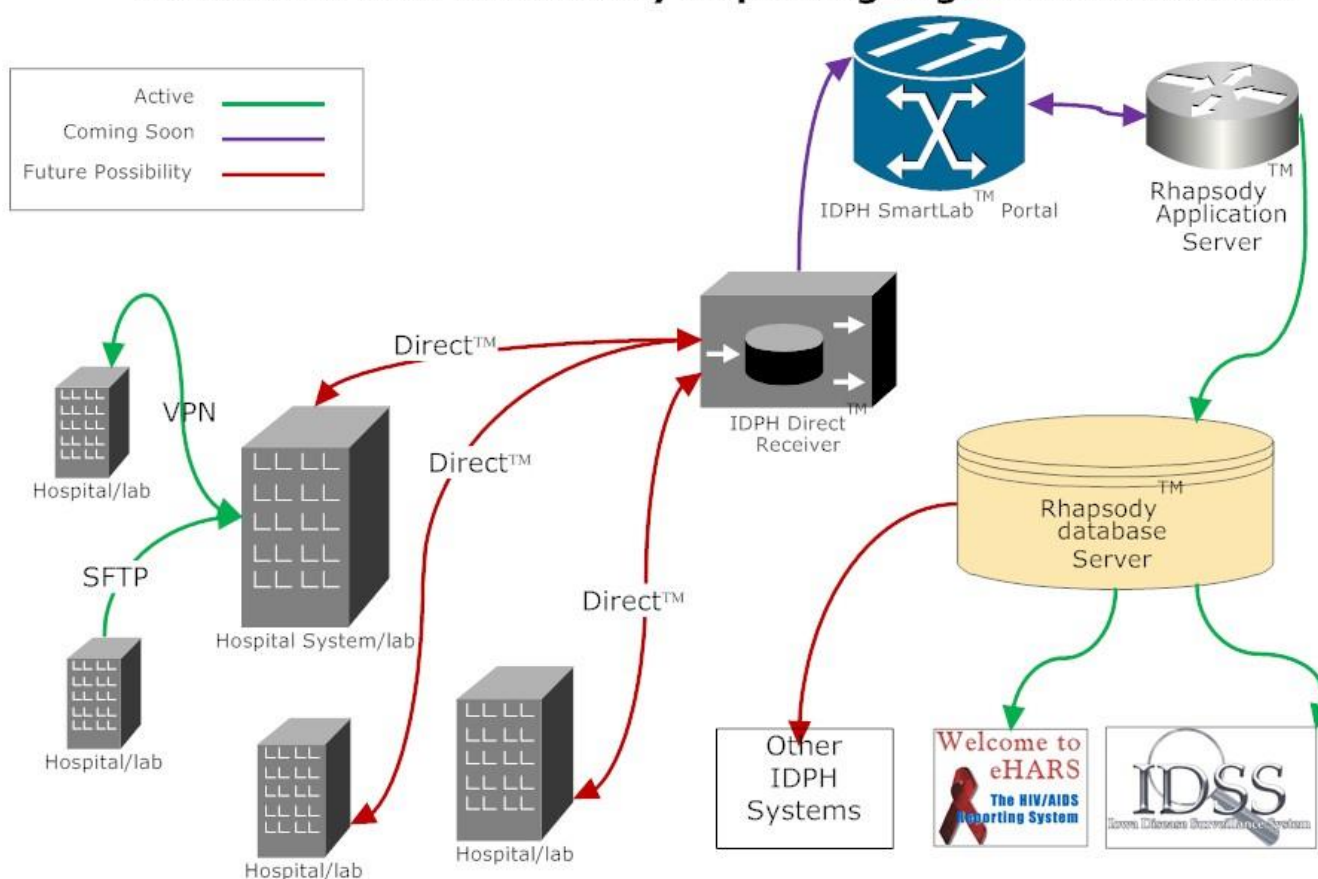 Active
Coming Soon
Future Possibility
IDPH SmartLab™ Portal
Rhapsody™
Application
Server
Direct™
IDPH Direct™
Receiver
VPN
Hospital/lab
Direct™
Rhapsody™
database
Server
SFTP
Direct™
Hospital System/lab
Hospital/lab
Hospital/lab
Hospital/lab
Other
IDPH
Systems
Welcome to
eHARS
The HIV/AIDS
Reporting System
IDSS
Iowa Disease Surveillance System